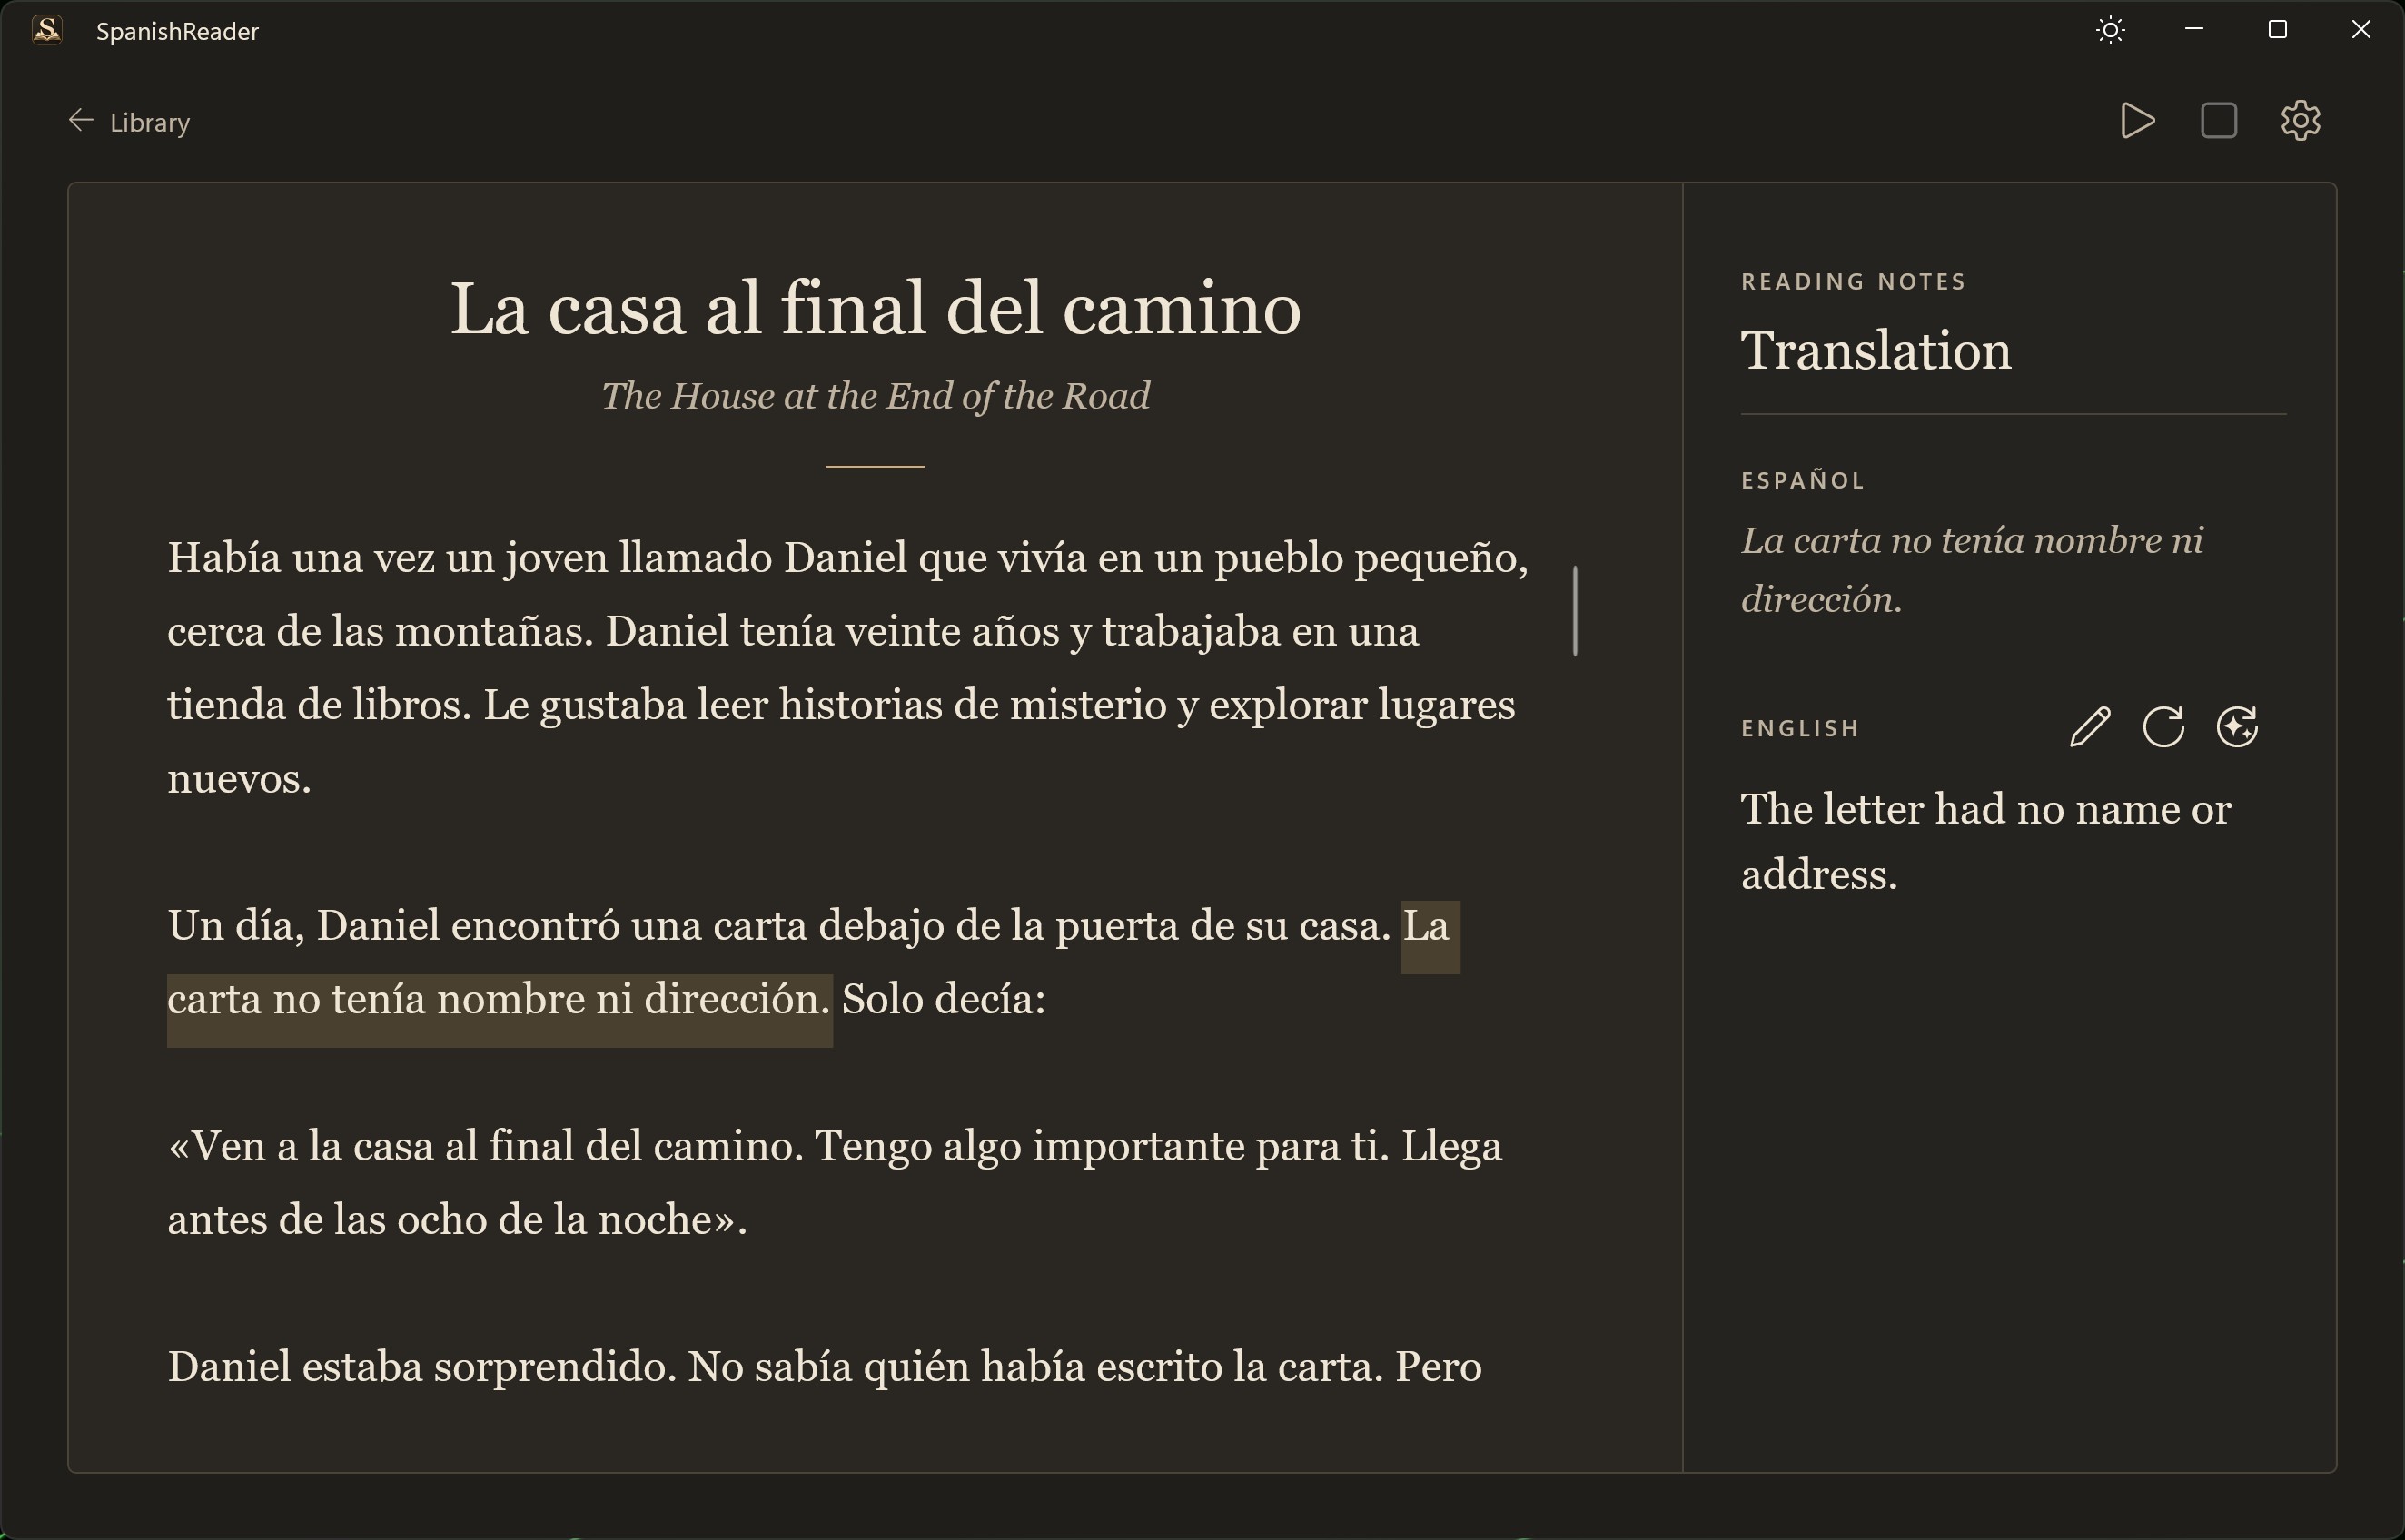 SpanishReader
Library
La casa al final del camino
The House at the End of the Road
Había una vez un joven llamado Daniel que vivía en un pueblo pequeño,
cerca de las montañas. Daniel tenía veinte años y trabajaba en una
tienda de libros. Le gustaba leer historias de misterio y explorar lugares
nuevos.
Un día, Daniel encontró una carta debajo de la puerta de su casa. La
carta no tenía nombre ni dirección. Solo decía:
«Ven a la casa al final del camino. Tengo algo importante para ti. Llega
antes de las ocho de la noche».
Daniel estaba sorprendido. No sabía quién había escrito la carta. Pero
READING NOTES
Translation
ESPAÑOL
La carta no tenía nombre ni
dirección.
ENGLISH
The letter had no name or
address.